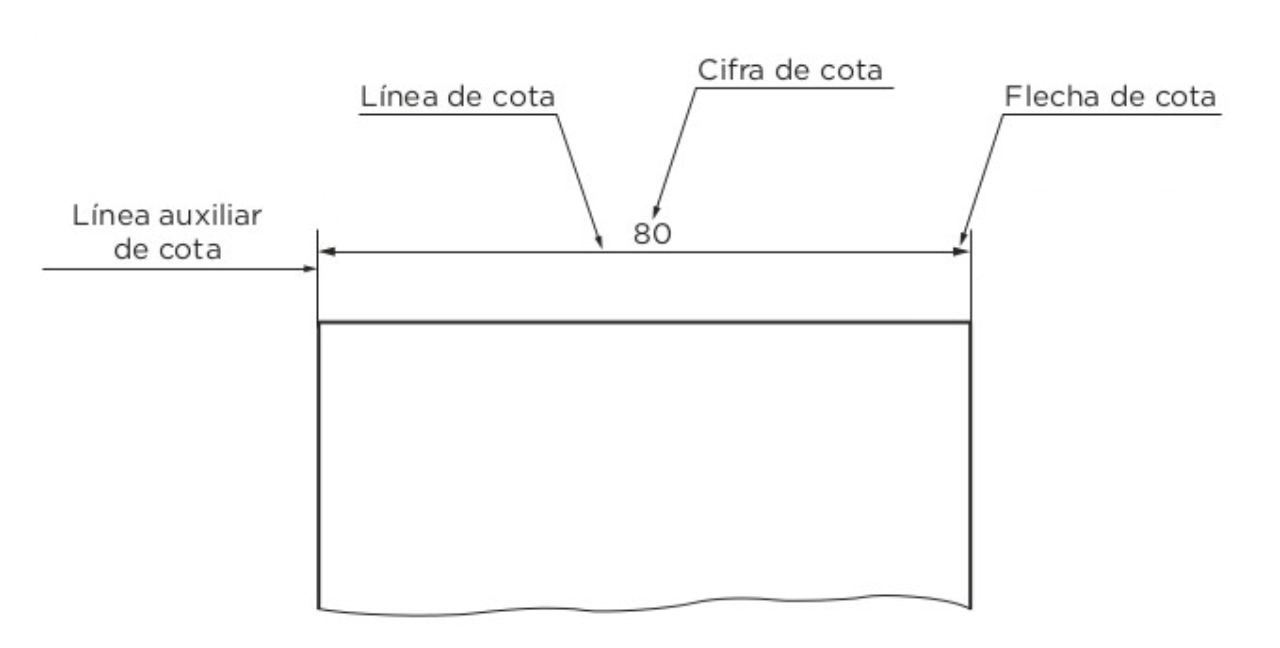 Cifra de cota
Línea de cota
Flecha de cota
Línea auxiliar
de cota
80